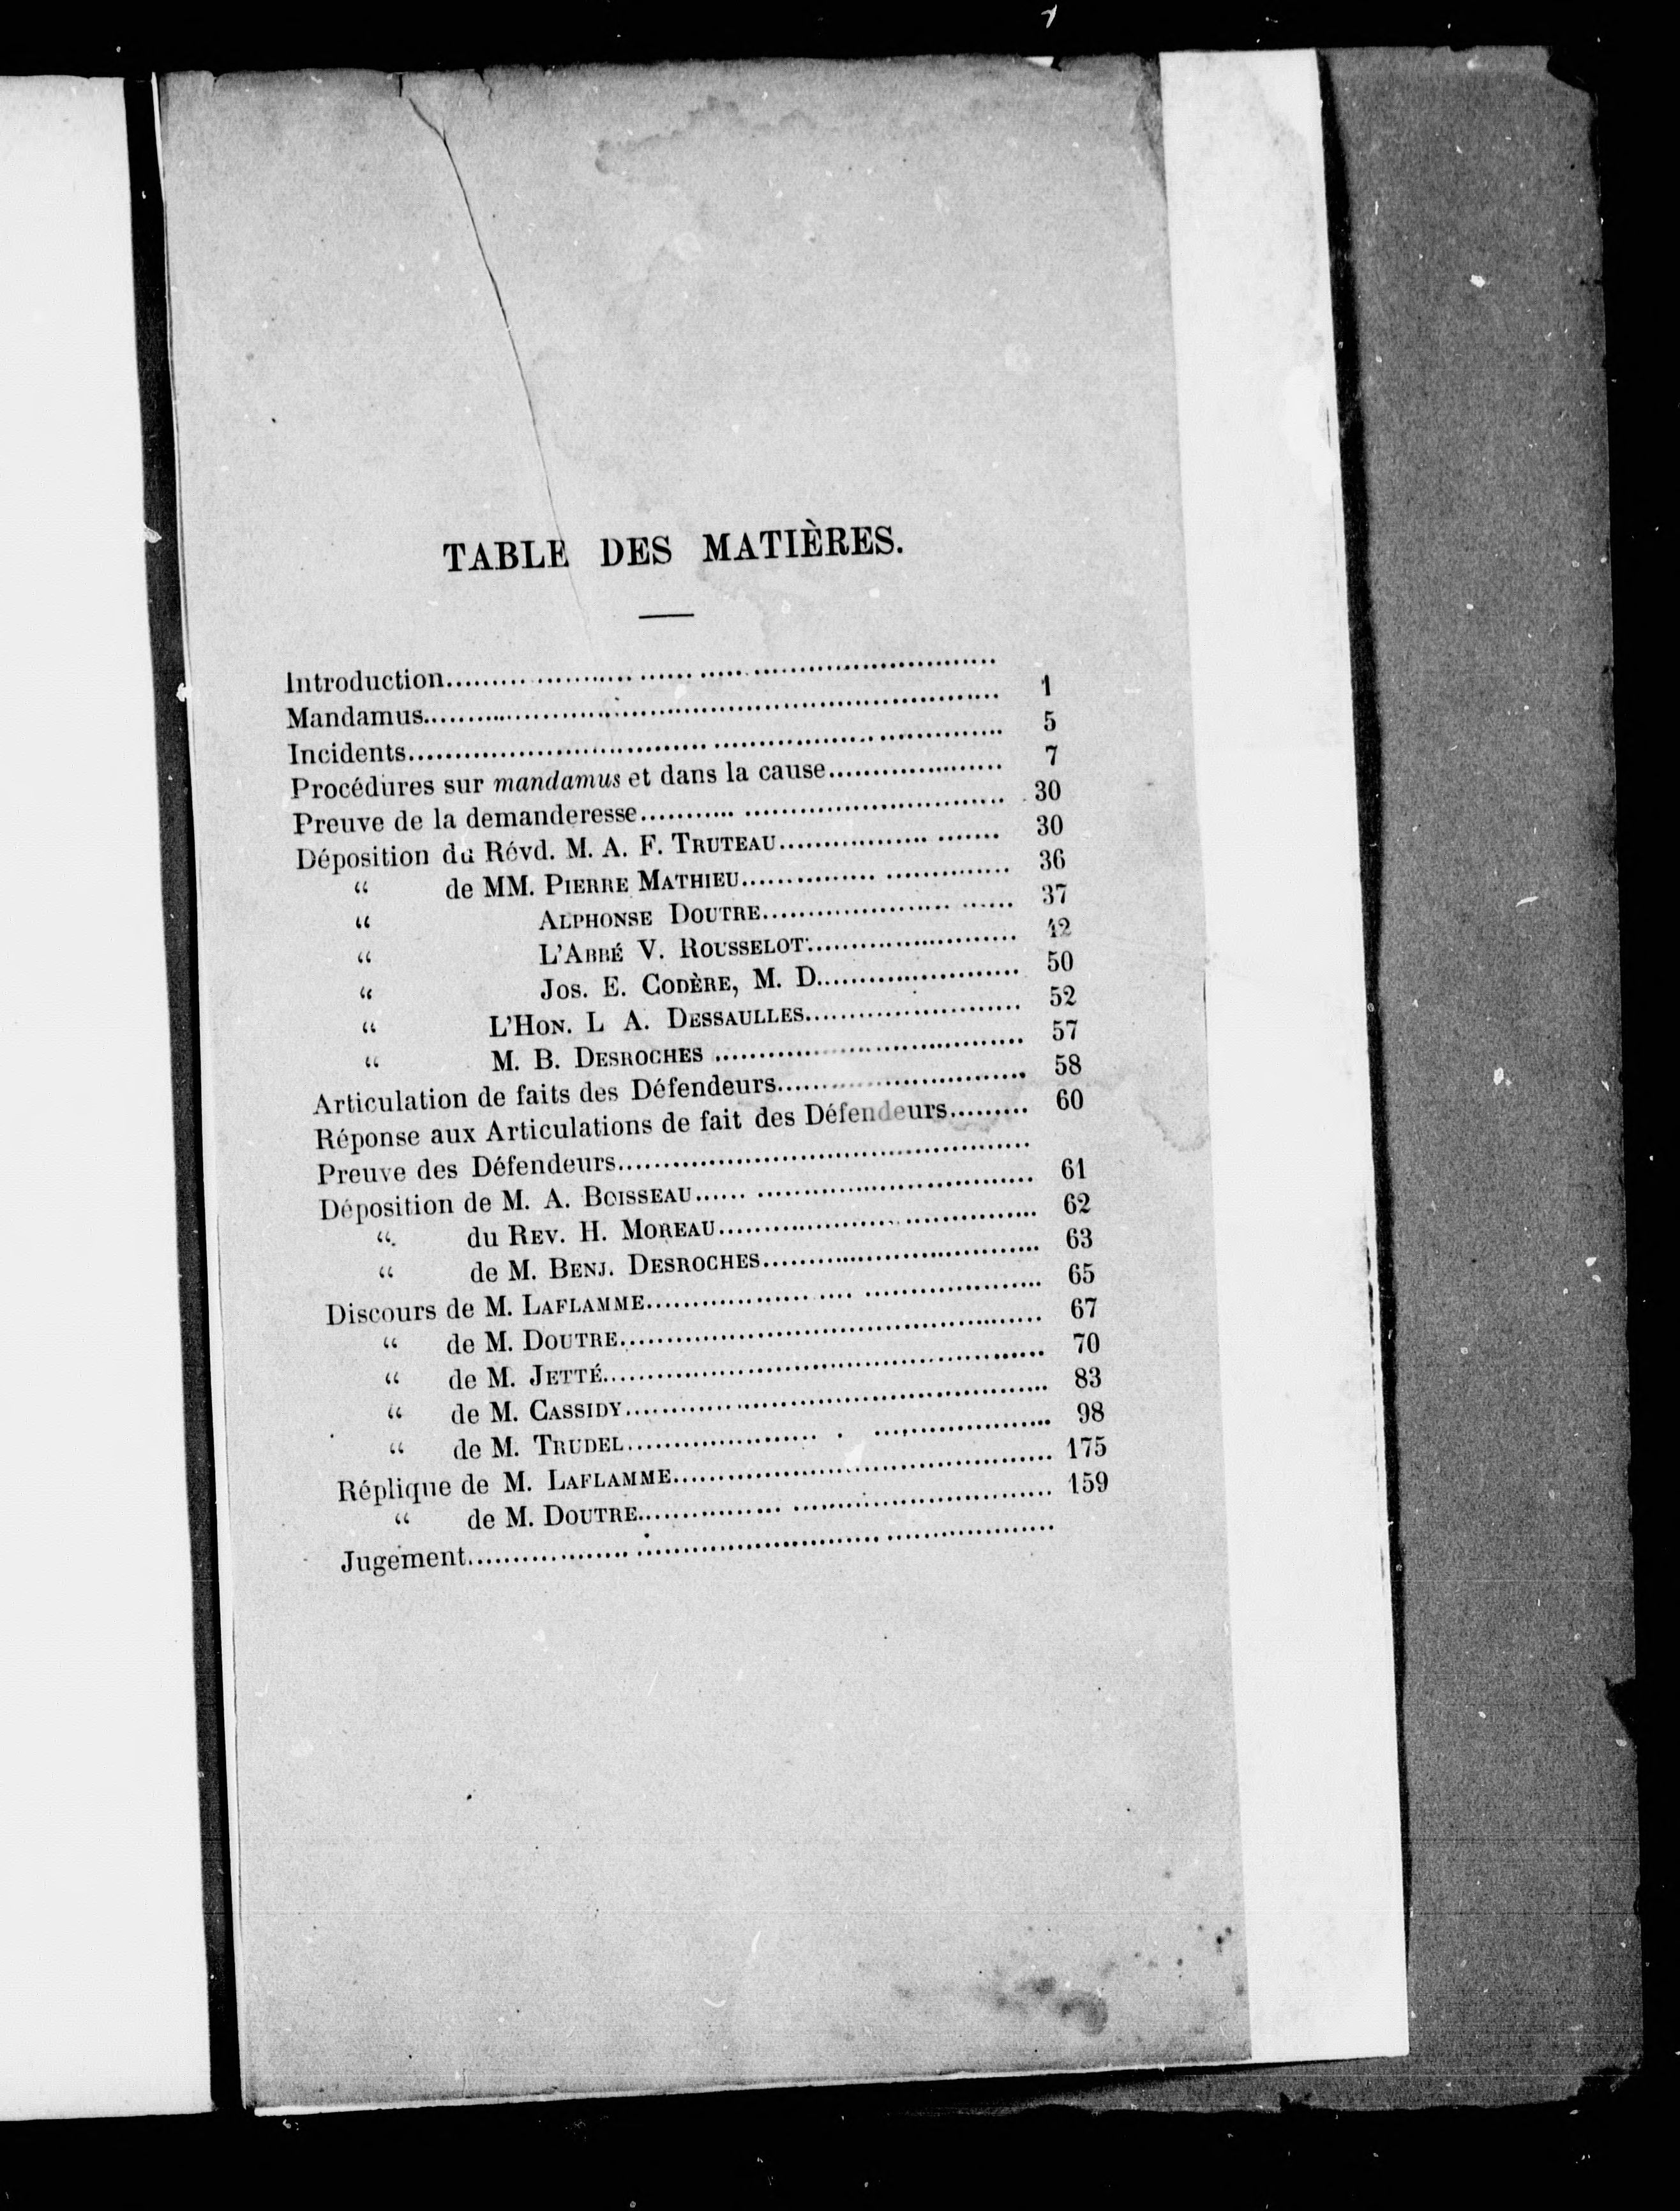 TABLE DES MATIÈRES.
Introduction........................................
Mandamus........................................ 1
Incidents........................................ 5
Procédures sur mandamus et dans la cause.................... 7
Preuve de la demanderesse........................................ 30
Déposition du Révd. M. A. F. TRUTEAU........................ 30
“ de MM. PIERRE MATHIEU............................ 36
“ ALPHONSE DOUTRE............................ 37
“ L'ABBÉ V. ROUSSELOT........................ 42
“ JOS. E. CODÈRE, M. D........................ 50
“ L'HON. L A. DESSAULLES........................ 52
“ M. B. DESROCHES ................................ 57
Articulation de faits des Défendeurs............................ 58
Réponse aux Articulations de fait des Défendeurs......... 60
Preuve des Défendeurs........................................
Déposition de M. A. BOISSEAU................................ 61
“ du REV. H. MOREAU................................ 62
“ de M. BENJ. DESROCHES............................ 63
Discours de M. LAFLAMME........................................ 65
“ de M. DOUTRE........................................ 67
“ de M. JETTÉ........................................ 70
“ de M. CASSIDY........................................ 83
“ de M. TRUDEL........................................ 98
Réplique de M. LAFLAMME........................................ 175
“ de M. DOUTRE........................................ 159
Jugement........................................